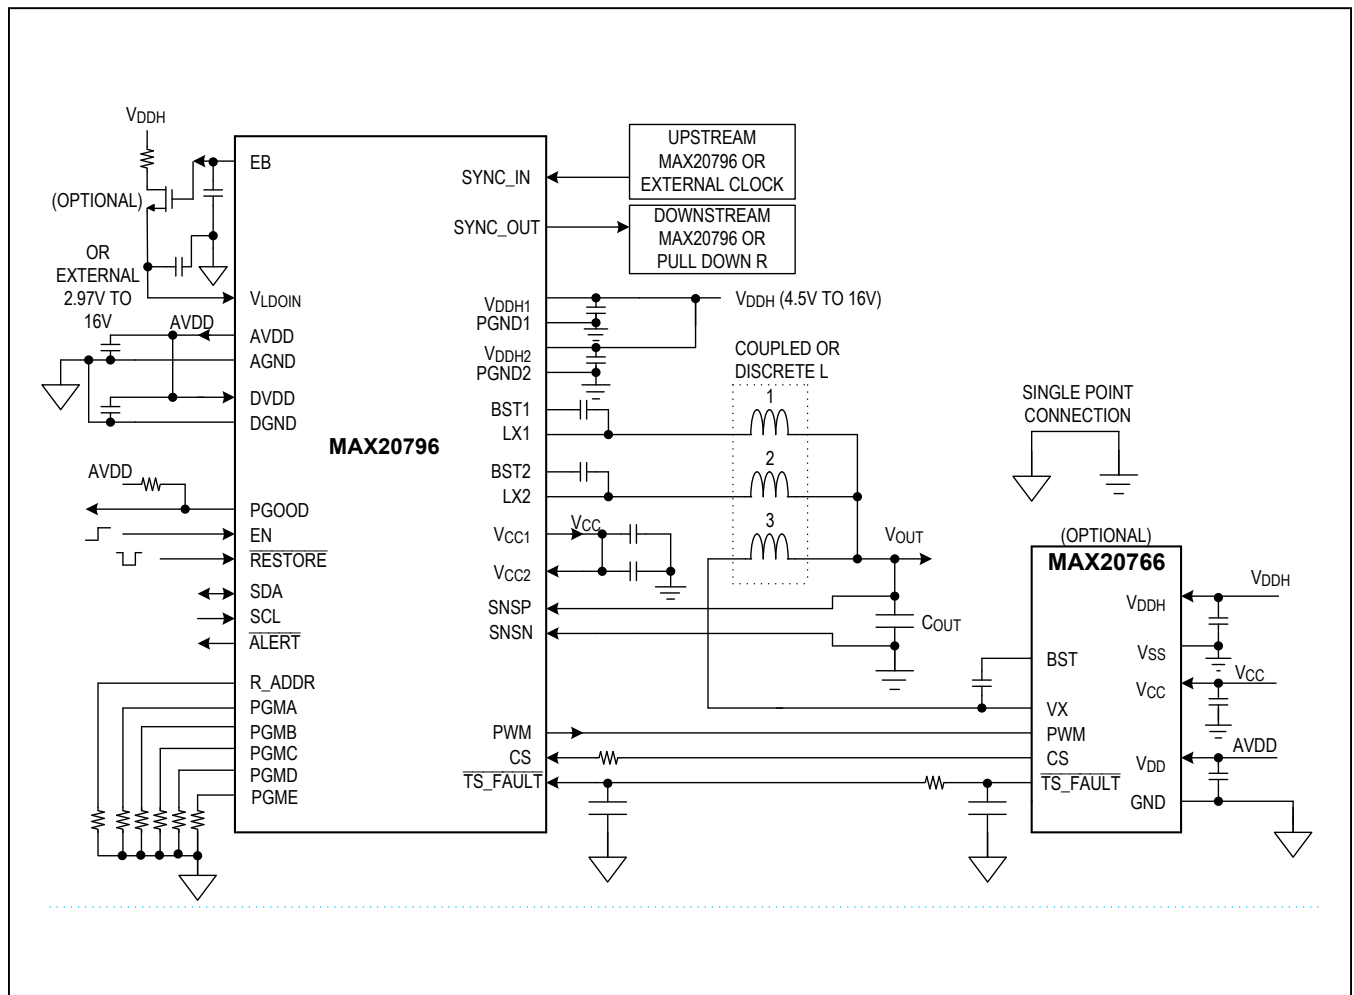 VDDH
(OPTIONAL)
OR
EXTERNAL
2.97V TO
16V
AVDD
AVDD
EB
VLDOIN
AVDD
AGND
DVDD
DGND
PGOOD
EN
RESTORE
SDA
SCL
ALERT
R_ADDR
PGMA
PGMB
PGMC
PGMD
PGME
MAX20796
SYNC_IN
SYNC_OUT
VDDH1
PGND1
VDDH2
PGND2
BST1
LX1
BST2
LX2
VCC1
VCC2
SNSP
SNSN
PWM
CS
TS_FAULT
UPSTREAM
MAX20796 OR
EXTERNAL CLOCK
DOWNSTREAM
MAX20796 OR
PULL DOWN R
VDDH (4.5V TO 16V)
COUPLED OR
DISCRETE L
1
2
3
VCC
VOUT
COUT
SINGLE POINT
CONNECTION
(OPTIONAL)
MAX20766
BST
VX
PWM
CS
TS_FAULT
VDDH
VSS
VCC
VDD
GND
VDDH
VCC
AVDD